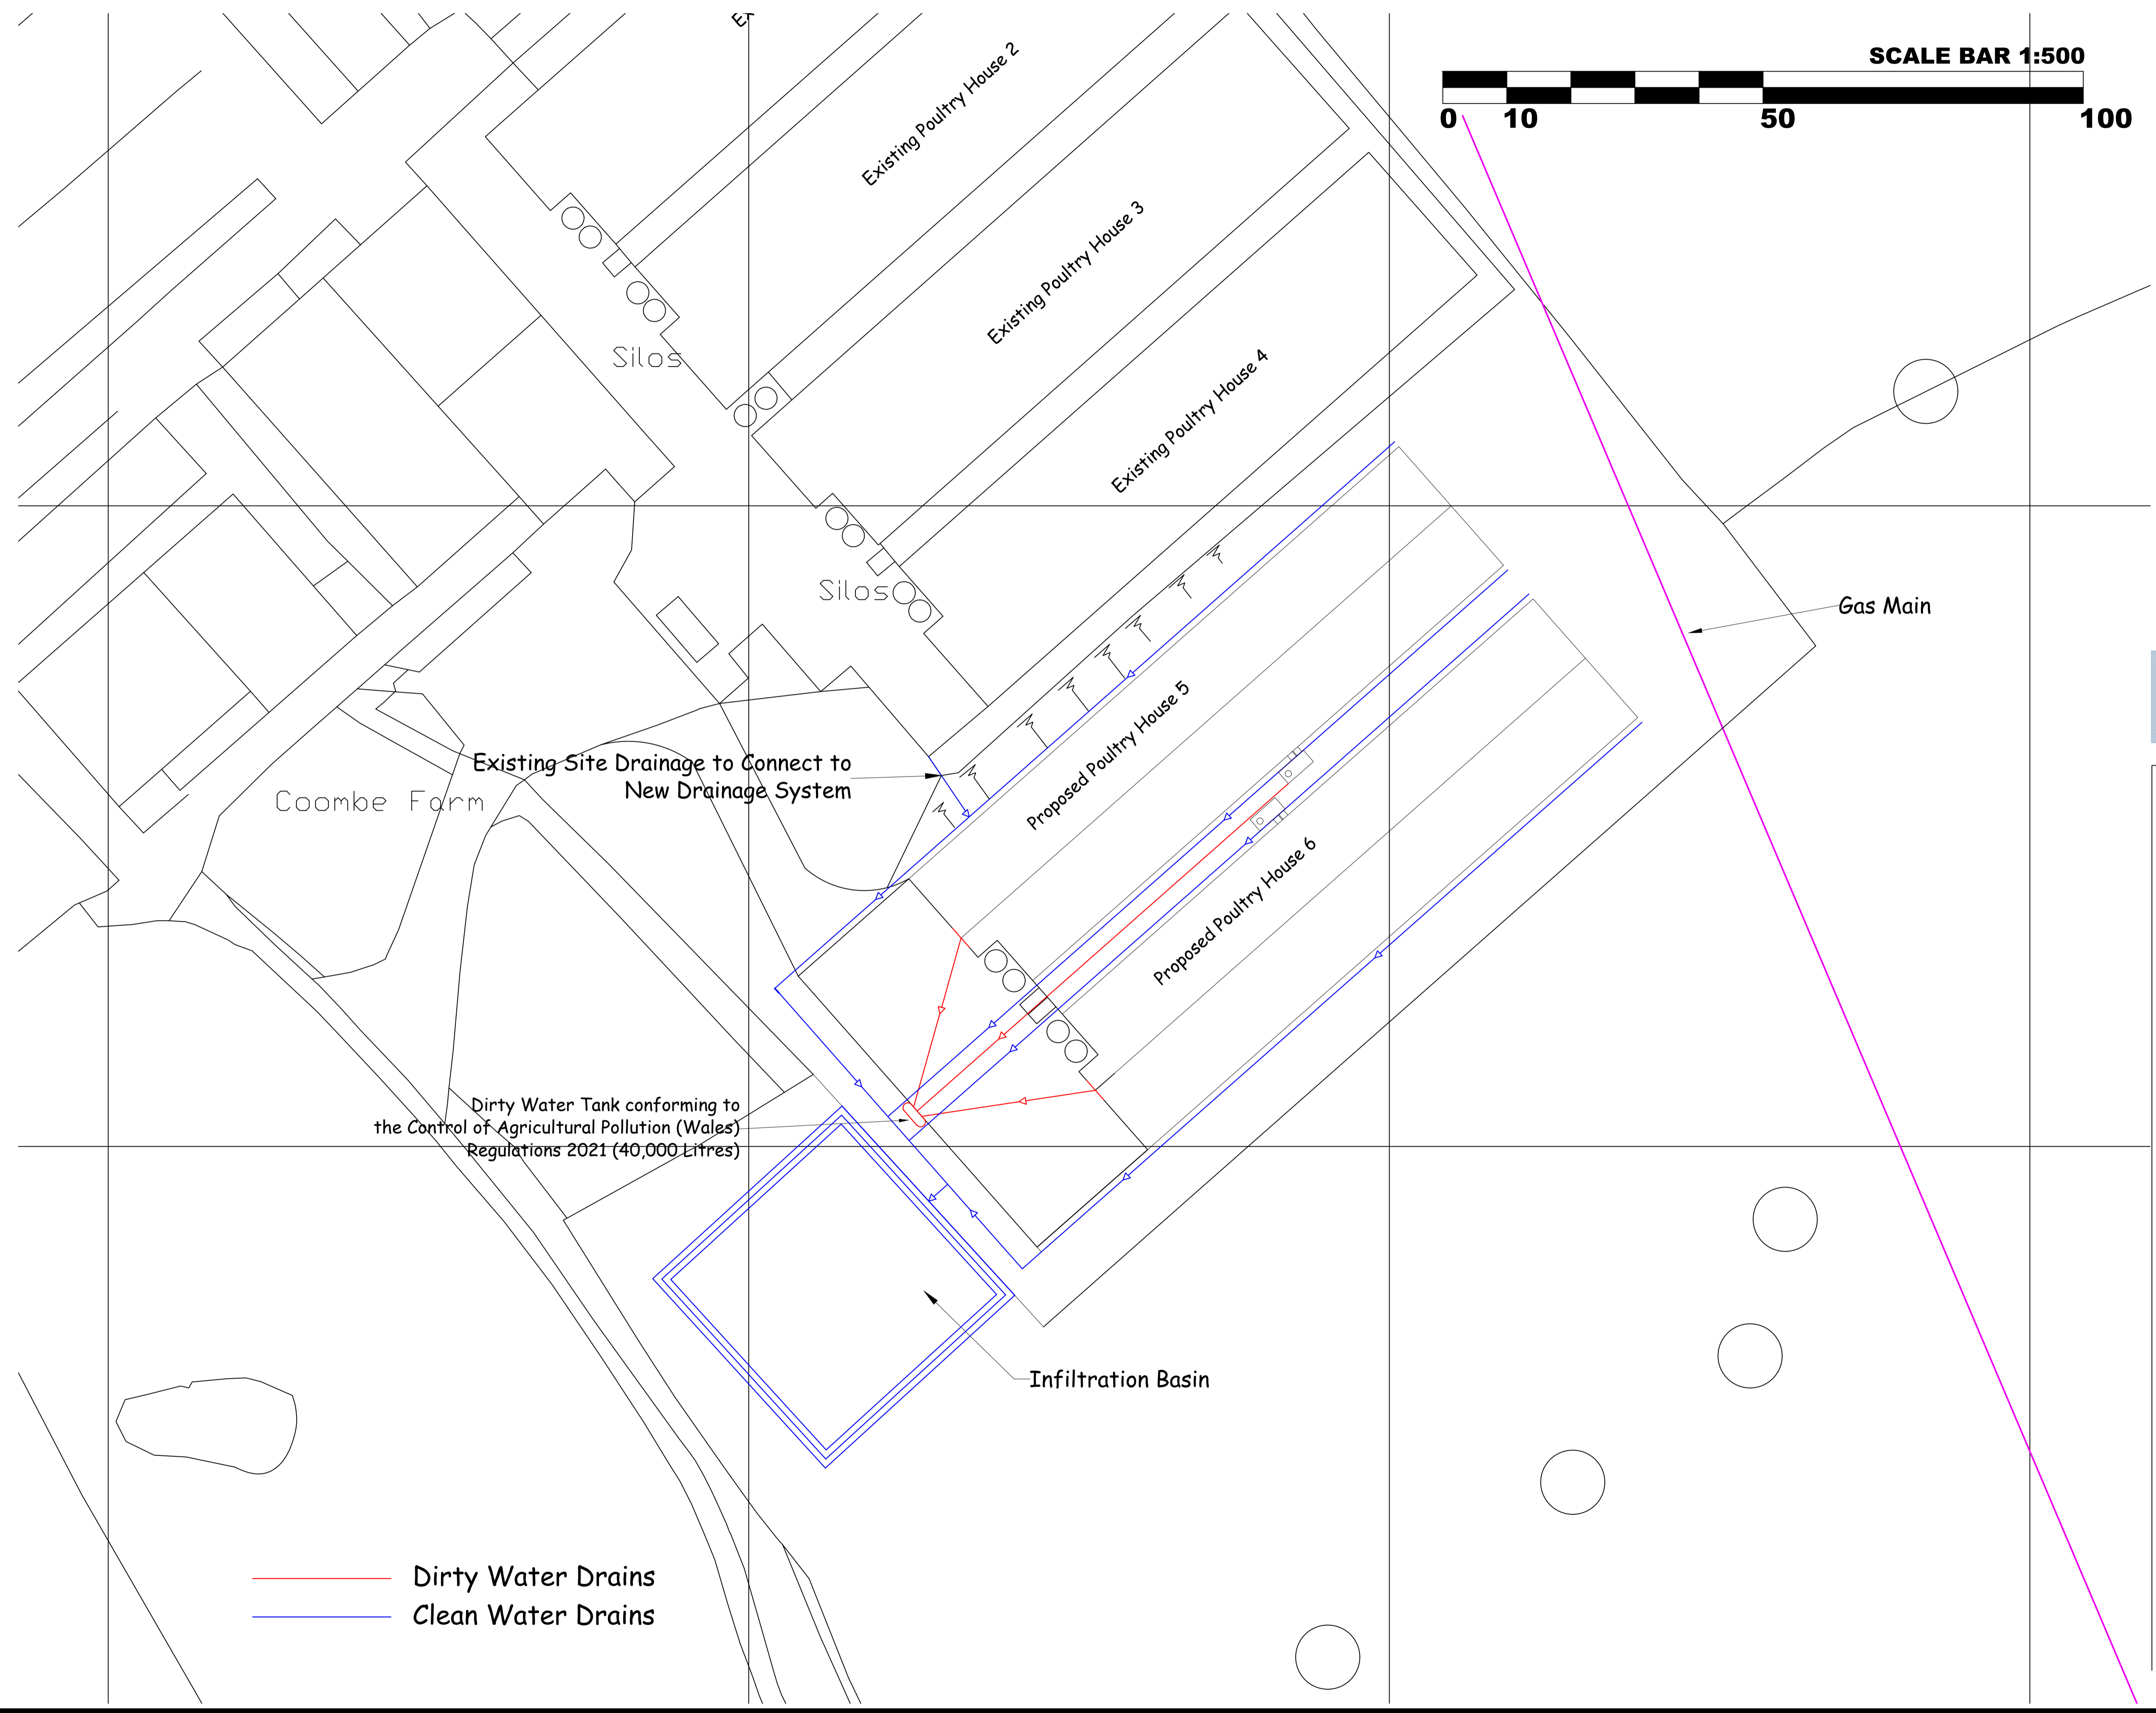 SCALE BAR 1:500
0 10 50 100
Existing Poultry House 2
Existing Poultry House 3
Existing Poultry House 4
Silos
Silos
Gas Main
Proposed Poultry House 5
Existing Site Drainage to Connect to
New Drainage System
Coombe Farm
Proposed Poultry House 6
Dirty Water Tank conforming to
the Control of Agricultural Pollution (Wales)
Regulations 2021 (40,000 Litres)
Infiltration Basin
Dirty Water Drains
Clean Water Drains